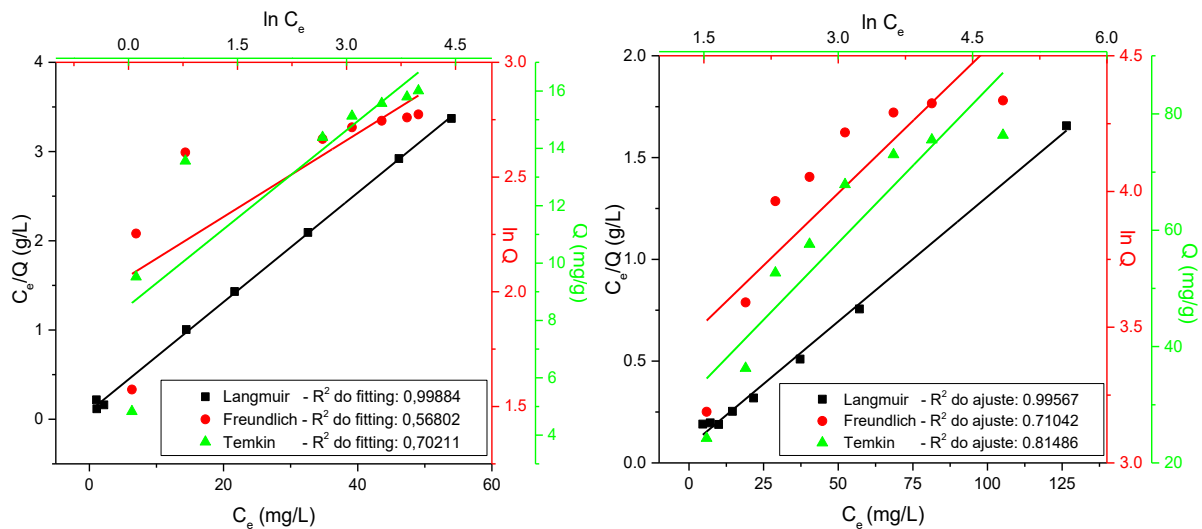 ln Cₑ
0.0 1.5 3.0 4.5
4
3
2
1
0
Cₑ/Q (g/L)
3.0
2.5
2.0
1.5
ln Q
16
14
12
10
8
6
4
Q (mg/g)
Langmuir - R² do fitting: 0,99884
Freundlich - R² do fitting: 0,56802
Temkin - R² do fitting: 0,70211
0 20 40 60
Cₑ (mg/L)
ln Cₑ
1.5 3.0 4.5 6.0
2.0
1.5
1.0
0.5
0.0
Cₑ/Q (g/L)
4.5
4.0
3.5
3.0
ln Q
80
60
40
20
Q (mg/g)
Langmuir - R² do ajuste: 0.99567
Freundlich - R² do ajuste: 0.71042
Temkin - R² do ajuste: 0.81486
0 25 50 75 100 125
Cₑ (mg/L)